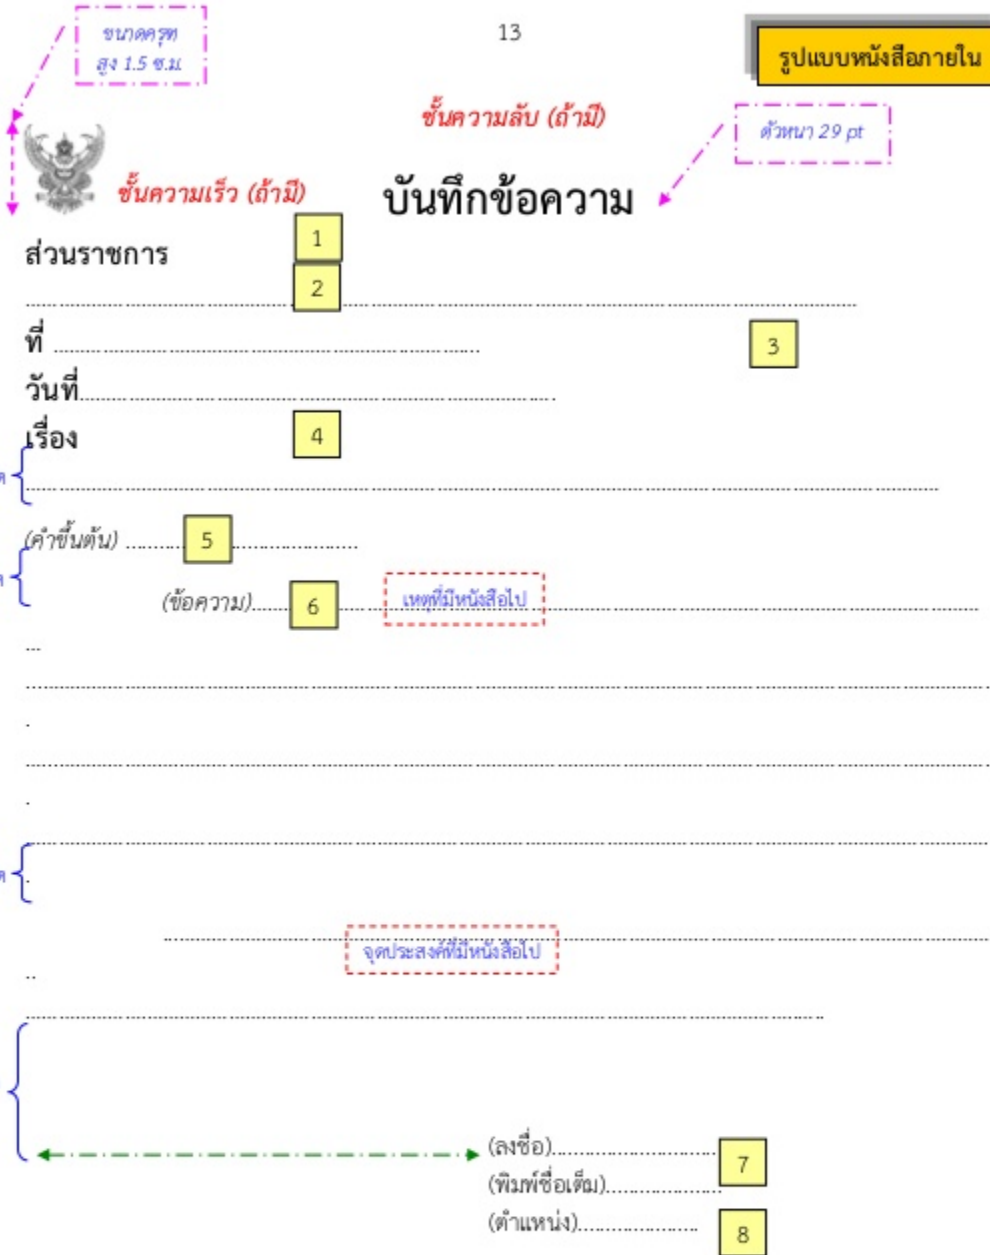 ขนาดครุฑ
สูง 1.5 ซ.ม.
13
รูปแบบหนังสือภายใน
ชั้นความลับ (ถ้ามี)
ตัวหนา 29 pt
ชั้นความเร็ว (ถ้ามี)
บันทึกข้อความ
ส่วนราชการ
1
2
ที่
3
วันที่
เรื่อง
4
(คำขึ้นต้น)
5
(ข้อความ)
6
เหตุที่มีหนังสือไป
จุดประสงค์ที่มีหนังสือไป
(ลงชื่อ)
7
(พิมพ์ชื่อเต็ม)
(ตำแหน่ง)
8